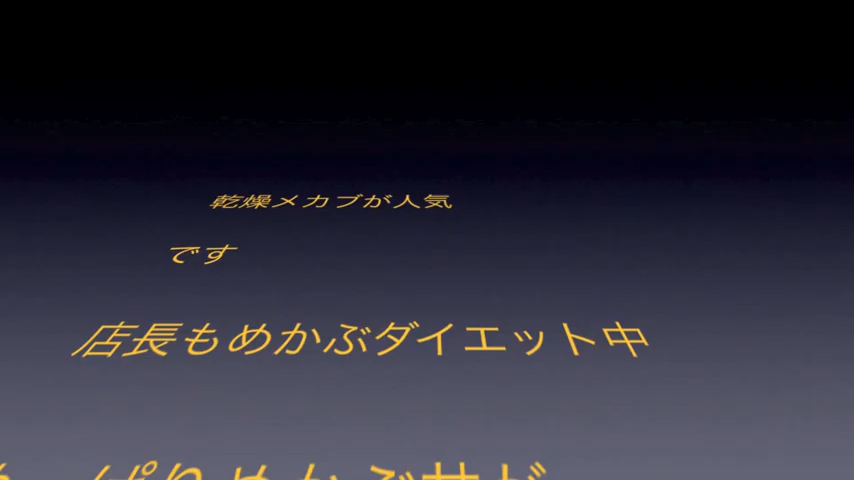 乾燥メカブが人気
です
店長もめかぶダイエット中